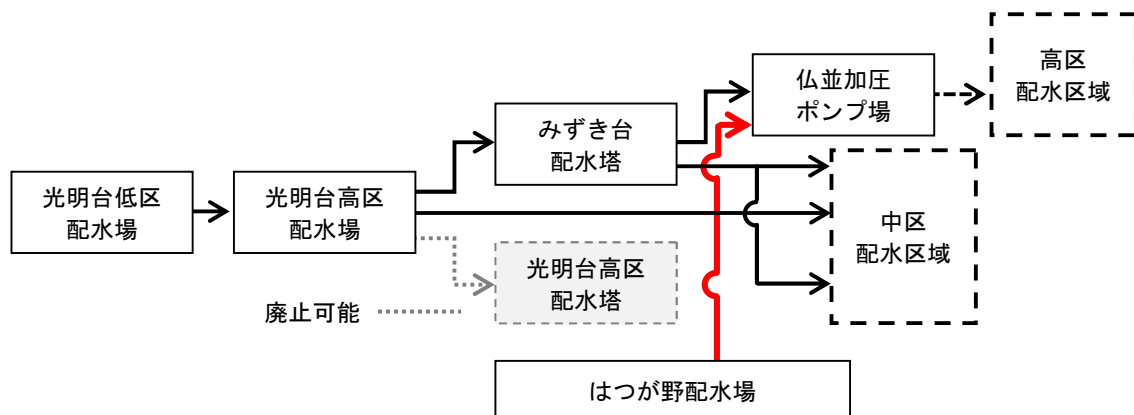 高区
配水区域
仏並加圧
ポンプ場
みずき台
配水塔
光明台低区
配水場
光明台高区
配水場
中区
配水区域
光明台高区
配水塔
廃止可能
はつが野配水場